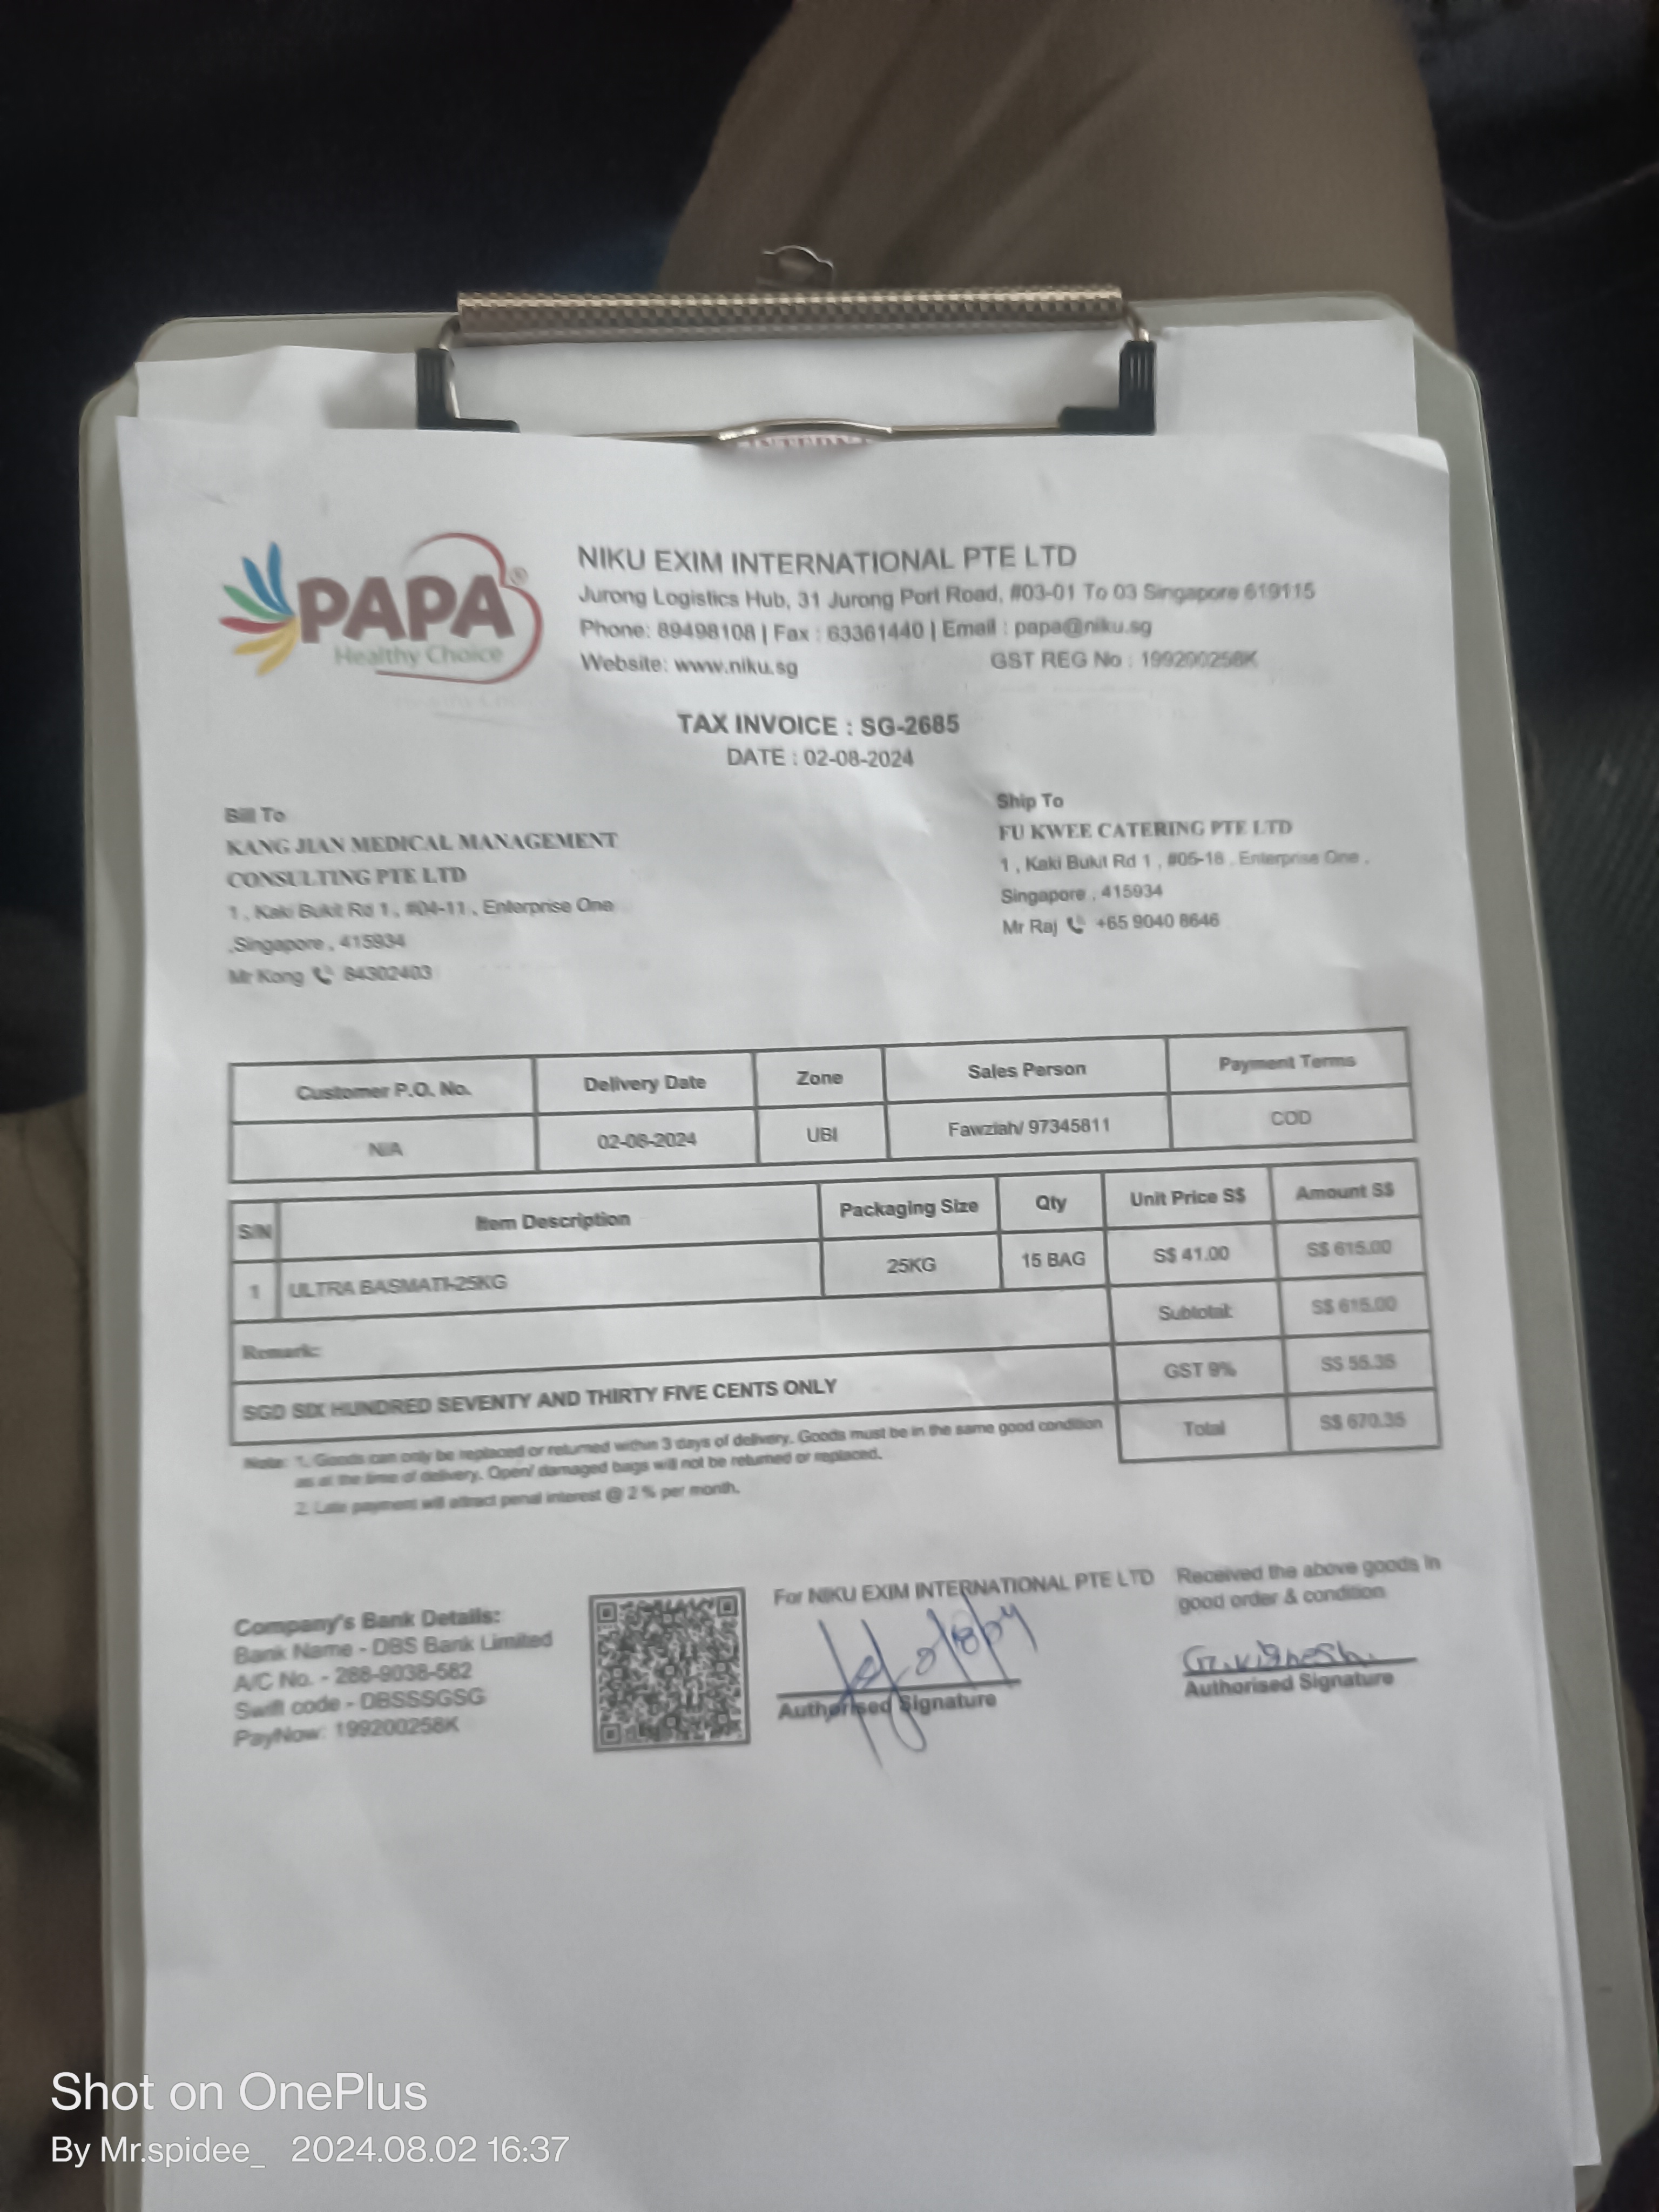 PAPA®
Healthy Choice
NIKU EXIM INTERNATIONAL PTE LTD
Jurong Logistics Hub, 31 Jurong Port Road, #03-01 To 03 Singapore 619115
Phone: 89498108 | Fax : 63361440 | Email : papa@niku.sg
Website: www.niku.sg GST REG No : 199200258K
TAX INVOICE : SG-2685
DATE : 02-08-2024
Bill To
KANG JIAN MEDICAL MANAGEMENT
CONSULTING PTE LTD
1 , Kaki Bukit Rd 1 , #04-11 , Enterprise One
,Singapore , 415934
Mr Kong 84302403
Ship To
FU KWEE CATERING PTE LTD
1 , Kaki Bukit Rd 1 , #05-18 , Enterprise One ,
Singapore , 415934
Mr Raj +65 9040 8646
Customer P.O. No. Delivery Date Zone Sales Person Payment Terms
N/A 02-08-2024 UBI Fawziah/ 97345811 COD
S/N Item Description Packaging Size Qty Unit Price S$ Amount S$
1 ULTRA BASMATI-25KG 25KG 15 BAG S$ 41.00 S$ 615.00
Remark: Subtotal: S$ 615.00
SGD SIX HUNDRED SEVENTY AND THIRTY FIVE CENTS ONLY GST 9% S$ 55.35
Total S$ 670.35
Note: 1. Goods can only be replaced or returned within 3 days of delivery. Goods must be in the same good condition
as at the time of delivery. Open/ damaged bags will not be returned or replaced.
2. Late payment will attract penal interest @ 2 % per month.
Company's Bank Details:
Bank Name - DBS Bank Limited
A/C No. - 288-9038-582
Swift code - DBSSSGSG
PayNow: 199200258K
For NIKU EXIM INTERNATIONAL PTE LTD
Authorised Signature
Received the above goods in
good order & condition
Authorised Signature
Shot on OnePlus
By Mr.spidee_ 2024.08.02 16:37